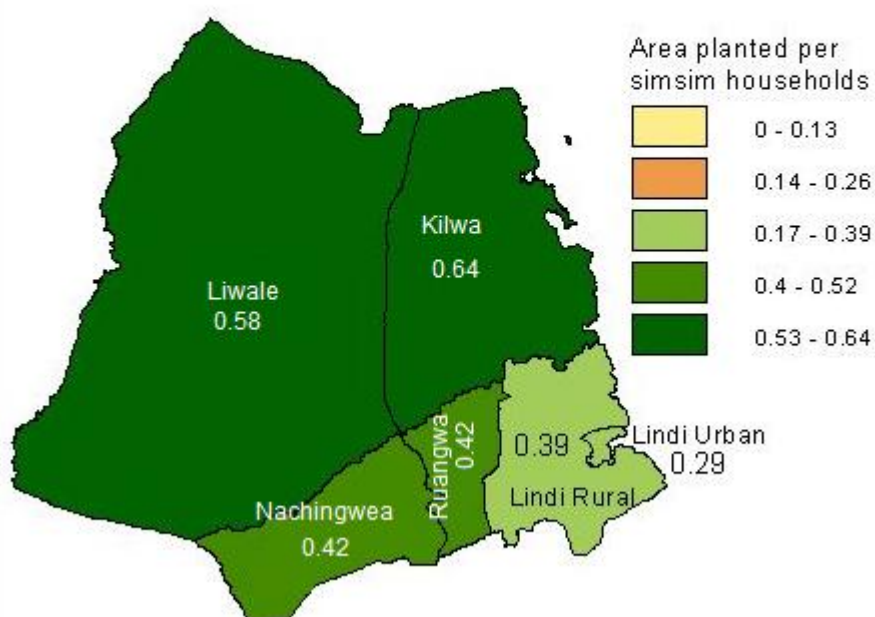 Area planted per
simsim households
0 - 0.13
0.14 - 0.26
0.17 - 0.39
0.4 - 0.52
0.53 - 0.64
Kilwa
0.64
Liwale
0.58
Ruangwa
0.42
0.39
Lindi Rural
Lindi Urban
0.29
Nachingwea
0.42